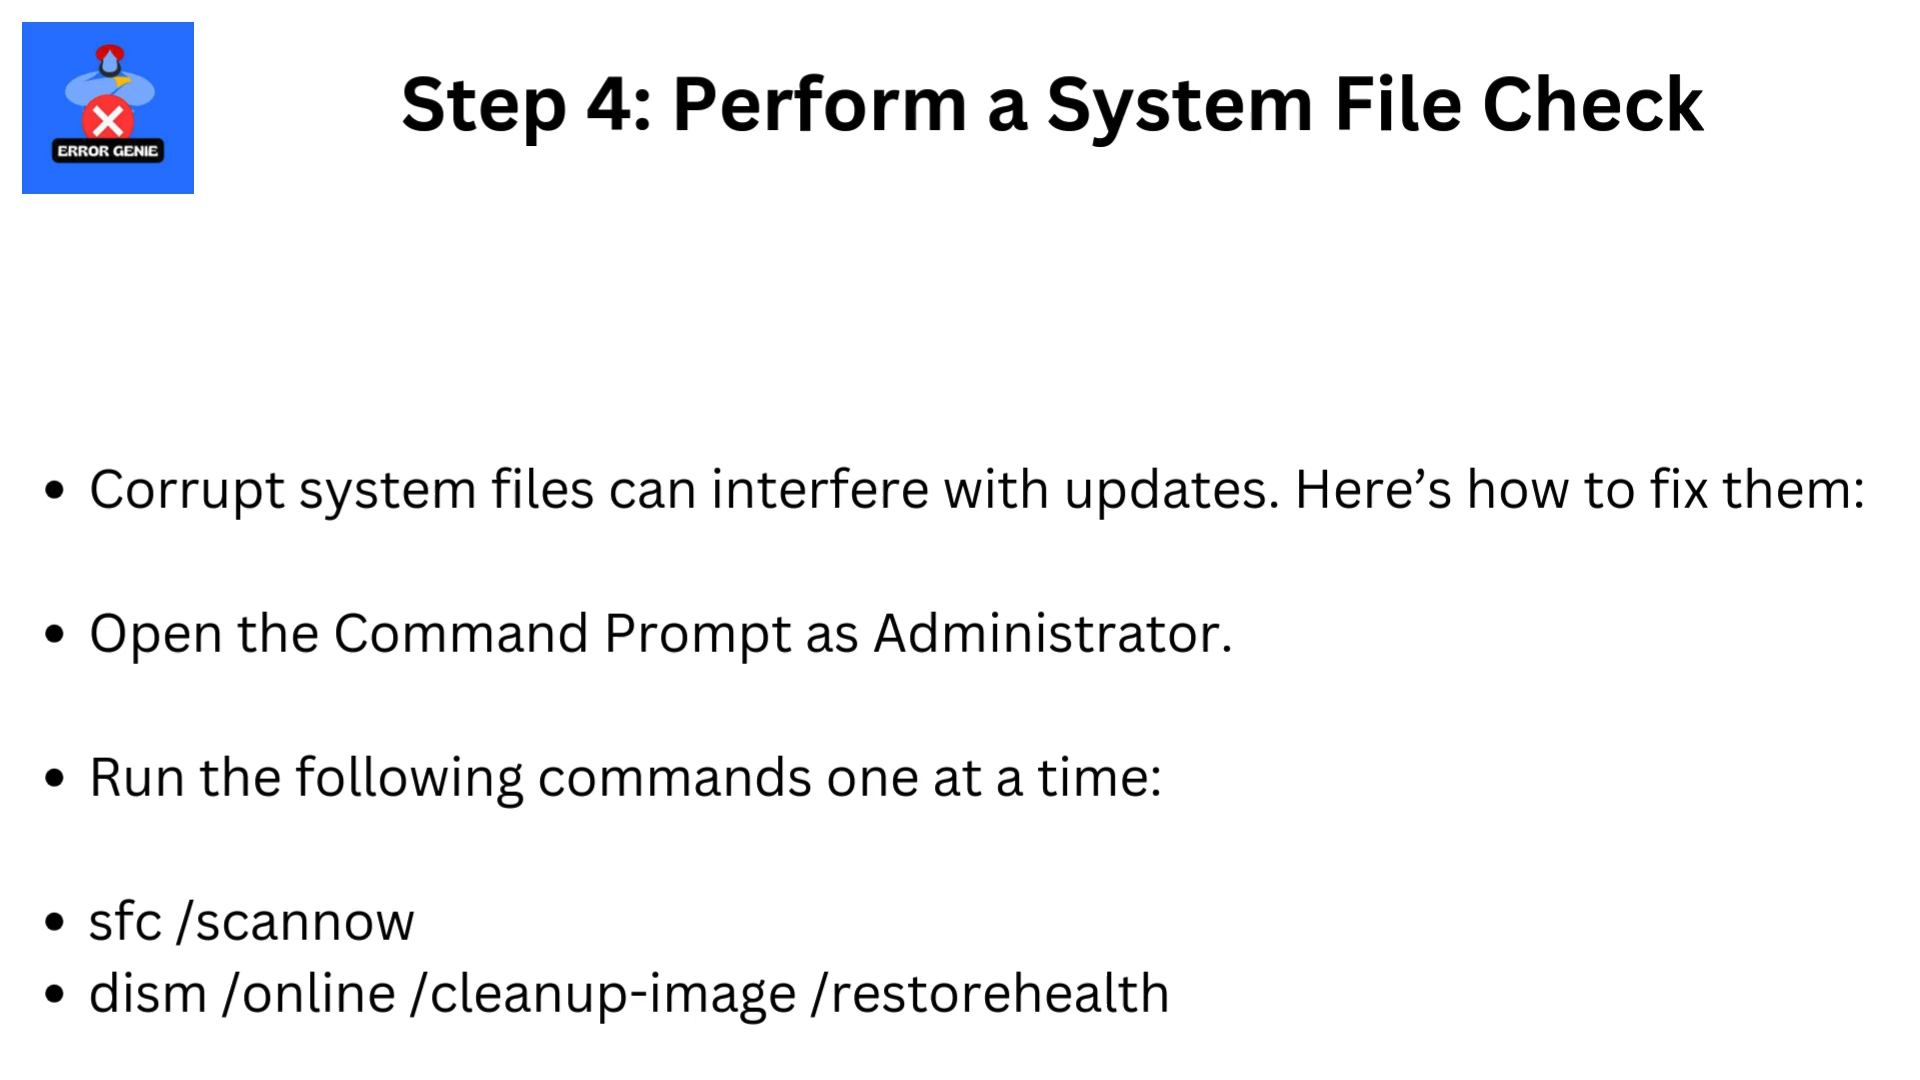 ERROR GENIE
Step 4: Perform a System File Check
• Corrupt system files can interfere with updates. Here’s how to fix them:
• Open the Command Prompt as Administrator.
• Run the following commands one at a time:
• sfc /scannow
• dism /online /cleanup-image /restorehealth